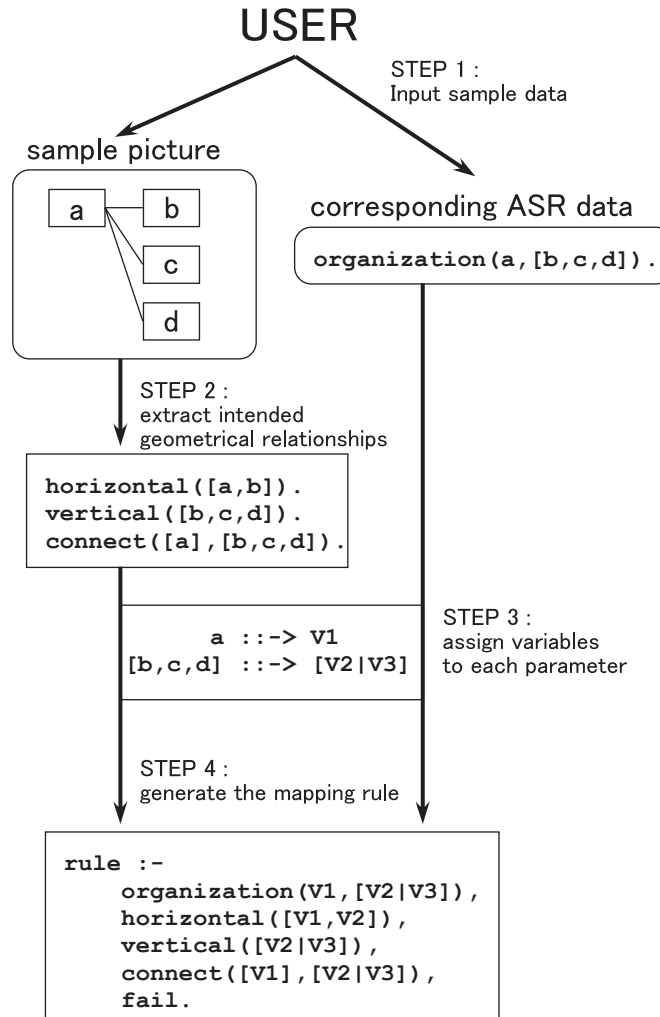 USER
STEP 1 :
Input sample data
sample picture
a
b
c
d
corresponding ASR data
organization(a,[b,c,d]).
STEP 2 :
extract intended
geometrical relationships
horizontal([a,b]).
vertical([b,c,d]).
connect([a],[b,c,d]).
a ::-> V1
[b,c,d] ::-> [V2|V3]
STEP 3 :
assign variables
to each parameter
STEP 4 :
generate the mapping rule
rule :-
organization(V1,[V2|V3]),
horizontal([V1,V2]),
vertical([V2|V3]),
connect([V1],[V2|V3]),
fail.